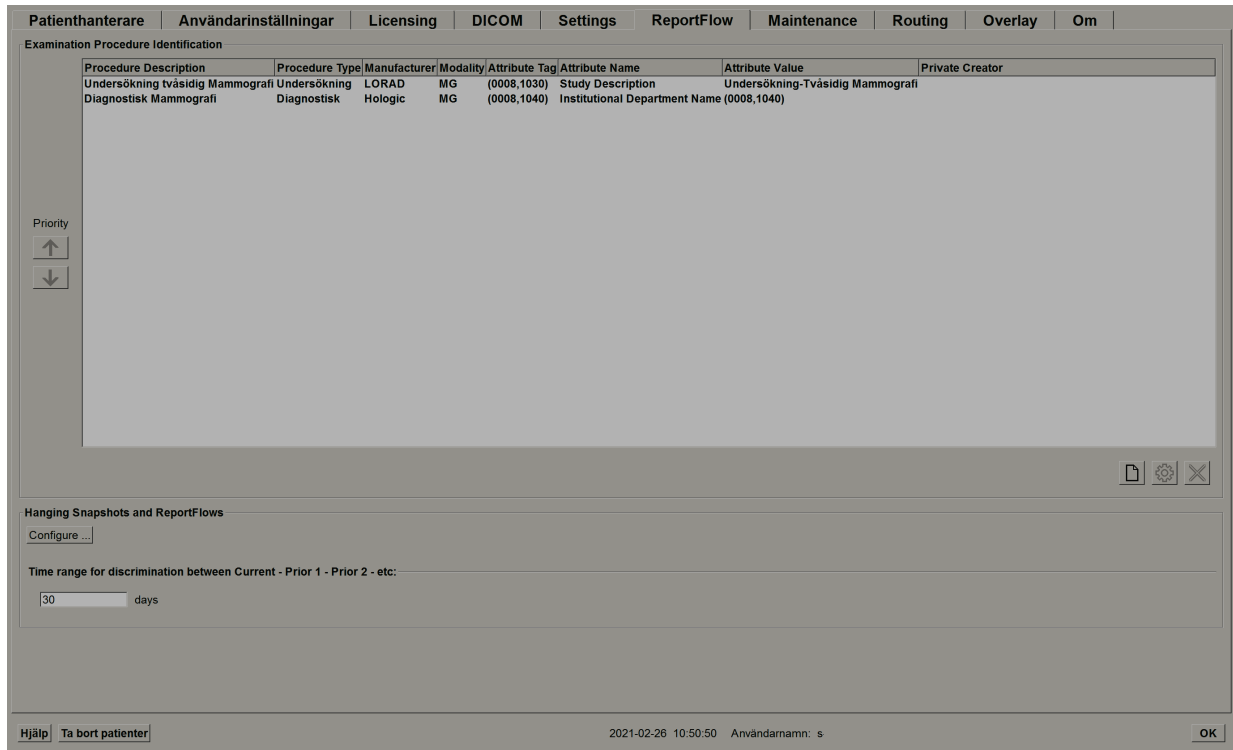 Patienthanterare Användarinställningar Licensing DICOM Settings ReportFlow Maintenance Routing Overlay Om
Examination Procedure Identification
Procedure Description Procedure Type Manufacturer Modality Attribute Tag Attribute Name Attribute Value Private Creator
Undersökning tvåsidig Mammografi Undersökning LORAD MG (0008,1030) Study Description Undersökning-Tvåsidig Mammografi
Diagnostisk Mammografi Diagnostisk Hologic MG (0008,1040) Institutional Department Name (0008,1040)
Priority
Hanging Snapshots and ReportFlows
Configure ...
Time range for discrimination between Current - Prior 1 - Prior 2 - etc:
30 days
Hjälp Ta bort patienter 2021-02-26 10:50:50 Användarnamn: s OK